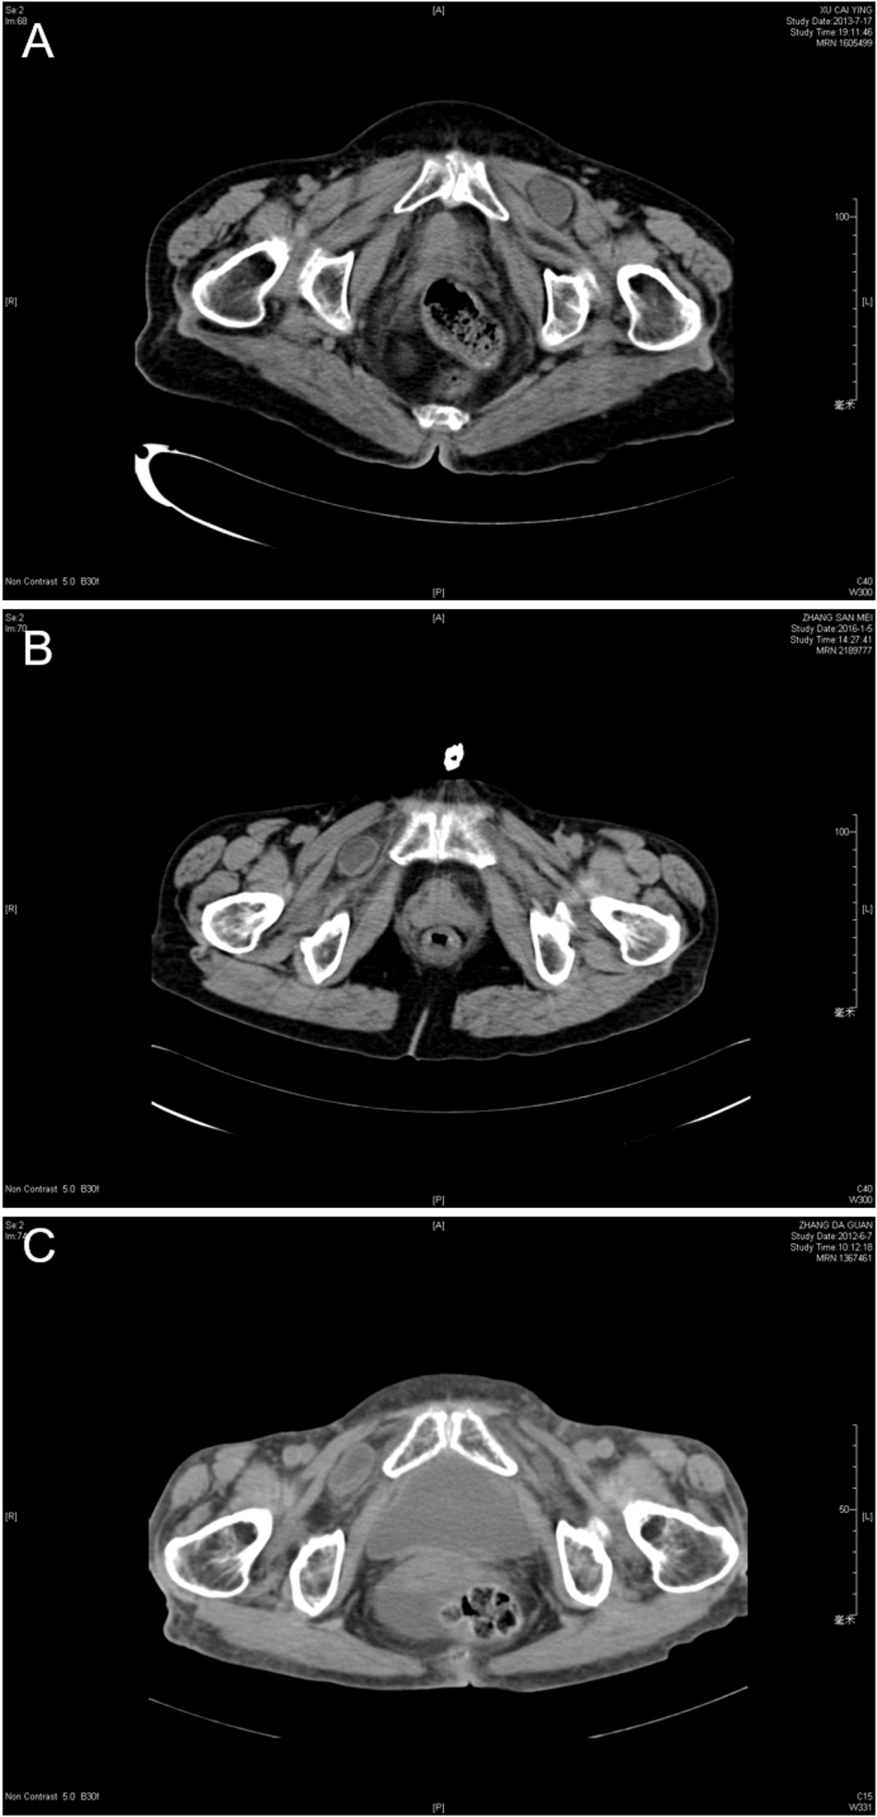 A
Se:2
Im:68
[A]
XU CAI YING
Study Date:2013-7-17
Study Time:19:11:46
MRN:1605499
100
[R]
[L]
毫米
Non Contrast 5.0 B30f
[P]
C40
W300
B
Se:2
Im:70
[A]
ZHANG SAN MEI
Study Date:2016-1-5
Study Time:14:27:41
MRN:2189777
100
[R]
[L]
毫米
Non Contrast 5.0 B30f
[P]
C40
W300
C
Se:2
Im:74
[A]
ZHANG DA GUAN
Study Date:2012-6-7
Study Time:10:12:18
MRN:1367461
50
[R]
[L]
毫米
Non Contrast 5.0 B30f
[P]
C15
W331